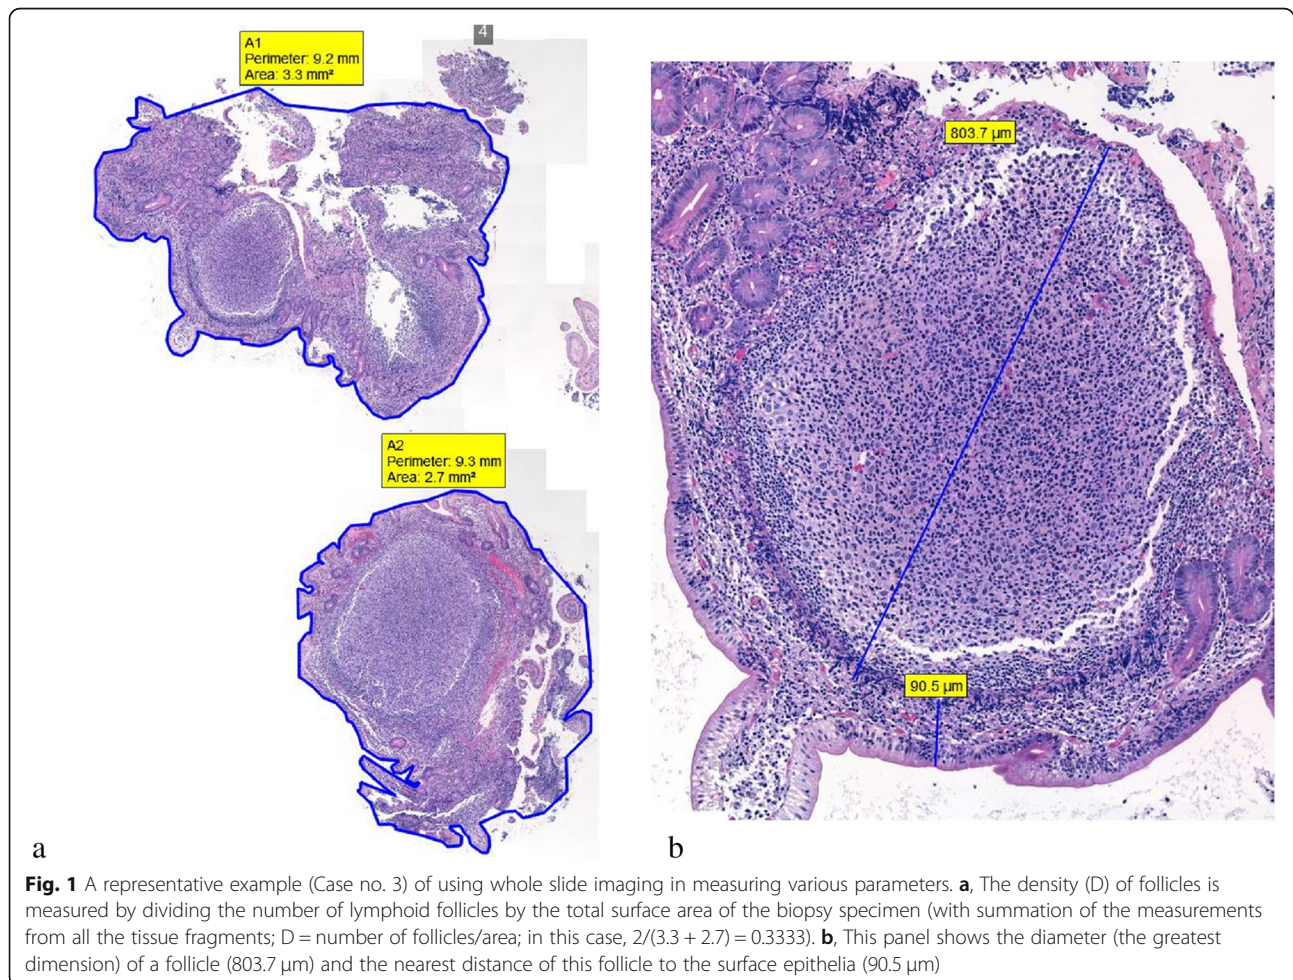 4
A1
Perimeter: 9.2 mm
Area: 3.3 mm²
803.7 µm
A2
Perimeter: 9.3 mm
Area: 2.7 mm²
90.5 µm
a
b
Fig. 1 A representative example (Case no. 3) of using whole slide imaging in measuring various parameters. a, The density (D) of follicles is
measured by dividing the number of lymphoid follicles by the total surface area of the biopsy specimen (with summation of the measurements
from all the tissue fragments; D = number of follicles/area; in this case, 2/(3.3 + 2.7) = 0.3333). b, This panel shows the diameter (the greatest
dimension) of a follicle (803.7 µm) and the nearest distance of this follicle to the surface epithelia (90.5 µm)